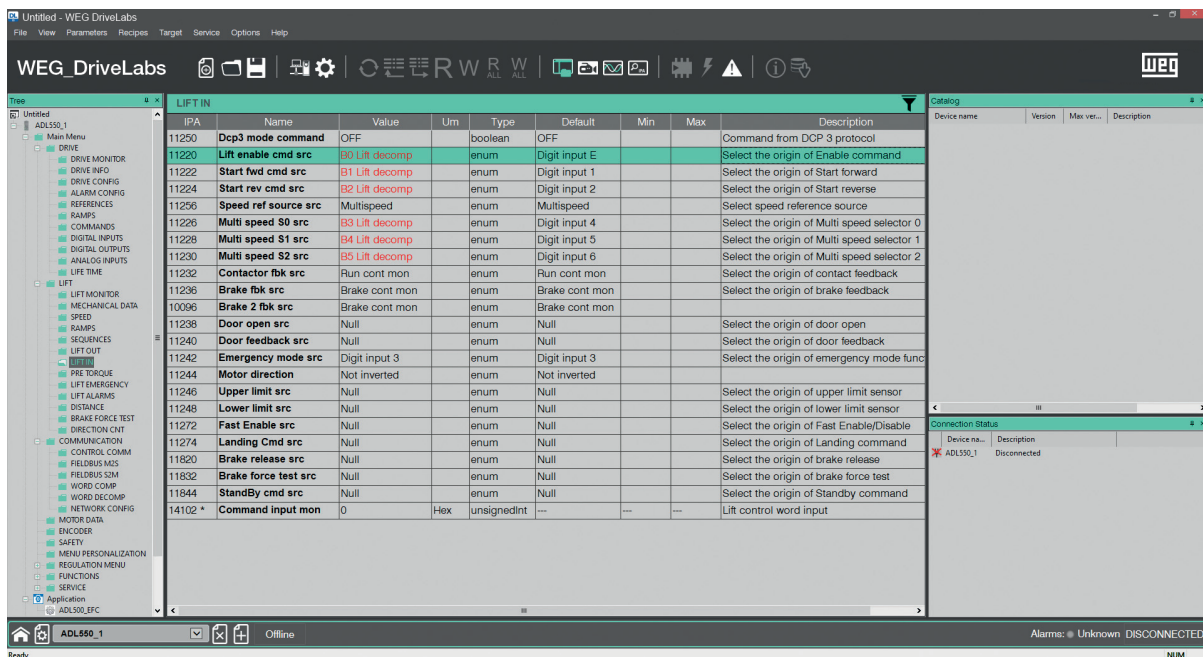 Untitled - WEG DriveLabs
File View Parameters Recipes Target Service Options Help
WEG_DriveLabs
R W R ALL W ALL
WEG
Tree
Untitled
ADL550_1
Main Menu
DRIVE
DRIVE MONITOR
DRIVE INFO
DRIVE CONFIG
ALARM CONFIG
REFERENCES
RAMPS
COMMANDS
DIGITAL INPUTS
DIGITAL OUTPUTS
ANALOG INPUTS
LIFE TIME
LIFT
LIFT MONITOR
MECHANICAL DATA
SPEED
RAMPS
SEQUENCES
LIFT OUT
LIFT IN
PRE TORQUE
LIFT EMERGENCY
LIFT ALARMS
DISTANCE
BRAKE FORCE TEST
DIRECTION CNT
COMMUNICATION
CONTROL COMM
FIELDBUS M2S
FIELDBUS S2M
WORD COMP
WORD DECOMP
NETWORK CONFIG
MOTOR DATA
ENCODER
SAFETY
MENU PERSONALIZATION
REGULATION MENU
FUNCTIONS
SERVICE
Application
ADL500_EFC
LIFT IN
IPA Name Value Um Type Default Min Max Description
11250 Dcp3 mode command OFF boolean OFF Command from DCP 3 protocol
11220 Lift enable cmd src B0 Lift decomp enum Digit input E Select the origin of Enable command
11222 Start fwd cmd src B1 Lift decomp enum Digit input 1 Select the origin of Start forward
11224 Start rev cmd src B2 Lift decomp enum Digit input 2 Select the origin of Start reverse
11256 Speed ref source src Multispeed enum Multispeed Select speed reference source
11226 Multi speed S0 src B3 Lift decomp enum Digit input 4 Select the origin of Multi speed selector 0
11228 Multi speed S1 src B4 Lift decomp enum Digit input 5 Select the origin of Multi speed selector 1
11230 Multi speed S2 src B5 Lift decomp enum Digit input 6 Select the origin of Multi speed selector 2
11232 Contactor fbk src Run cont mon enum Run cont mon Select the origin of contact feedback
11236 Brake fbk src Brake cont mon enum Brake cont mon Select the origin of brake feedback
10096 Brake 2 fbk src Brake cont mon enum Brake cont mon
11238 Door open src Null enum Null Select the origin of door open
11240 Door feedback src Null enum Null Select the origin of door feedback
11242 Emergency mode src Digit input 3 enum Digit input 3 Select the origin of emergency mode func
11244 Motor direction Not inverted enum Not inverted
11246 Upper limit src Null enum Null Select the origin of upper limit sensor
11248 Lower limit src Null enum Null Select the origin of lower limit sensor
11272 Fast Enable src Null enum Null Select the origin of Fast Enable/Disable
11274 Landing Cmd src Null enum Null Select the origin of Landing command
11820 Brake release src Null enum Null Select the origin of brake release
11832 Brake force test src Null enum Null Select the origin of brake force test
11844 StandBy cmd src Null enum Null Select the origin of Standby command
14102 * Command input mon 0 Hex unsignedInt --- --- --- Lift control word input
Catalog
Device name Version Max ver... Description
Connection Status
Device na... Description
ADL550_1 Disconnected
ADL550_1 Offline Alarms: Unknown DISCONNECTED
Ready NUM